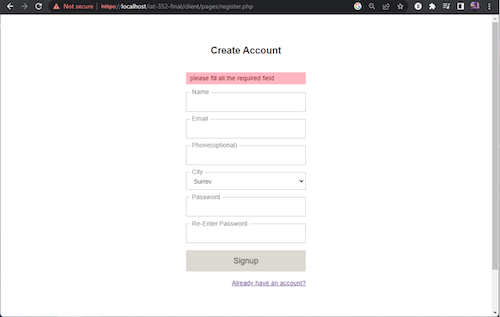 Not secure | https://localhost/iat-352-final/client/pages/register.php
Create Account
please fill all the required field
Name
Email
Phone(optional)
City
Surrey
Password
Re-Enter Password
Signup
Already have an account?